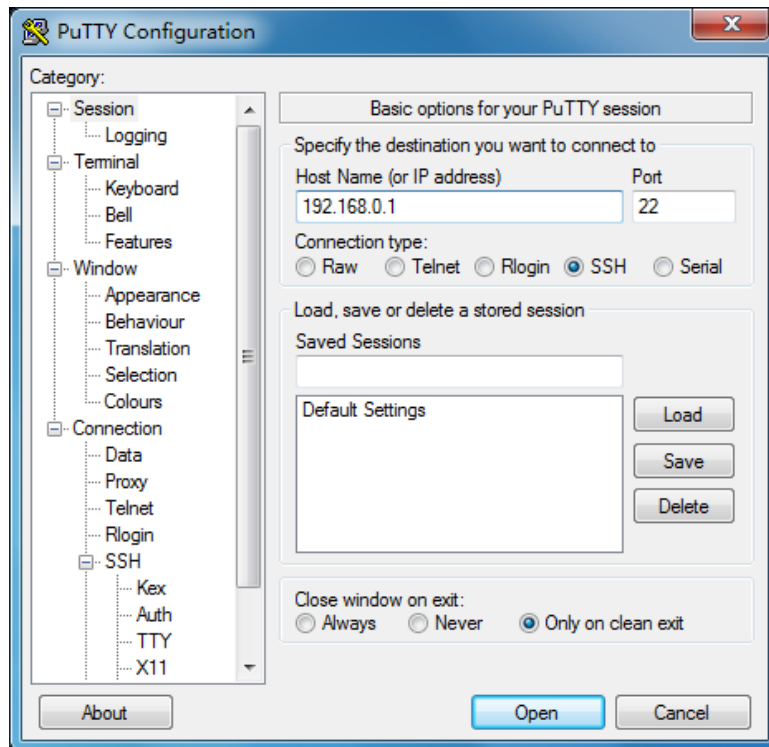 PuTTY Configuration
X
Category:
Session
Logging
Terminal
Keyboard
Bell
Features
Window
Appearance
Behaviour
Translation
Selection
Colours
Connection
Data
Proxy
Telnet
Rlogin
SSH
Kex
Auth
TTY
X11
Basic options for your PuTTY session
Specify the destination you want to connect to
Host Name (or IP address) Port
192.168.0.1 22
Connection type:
Raw Telnet Rlogin SSH Serial
Load, save or delete a stored session
Saved Sessions
Default Settings
Load
Save
Delete
Close window on exit:
Always Never Only on clean exit
About Open Cancel